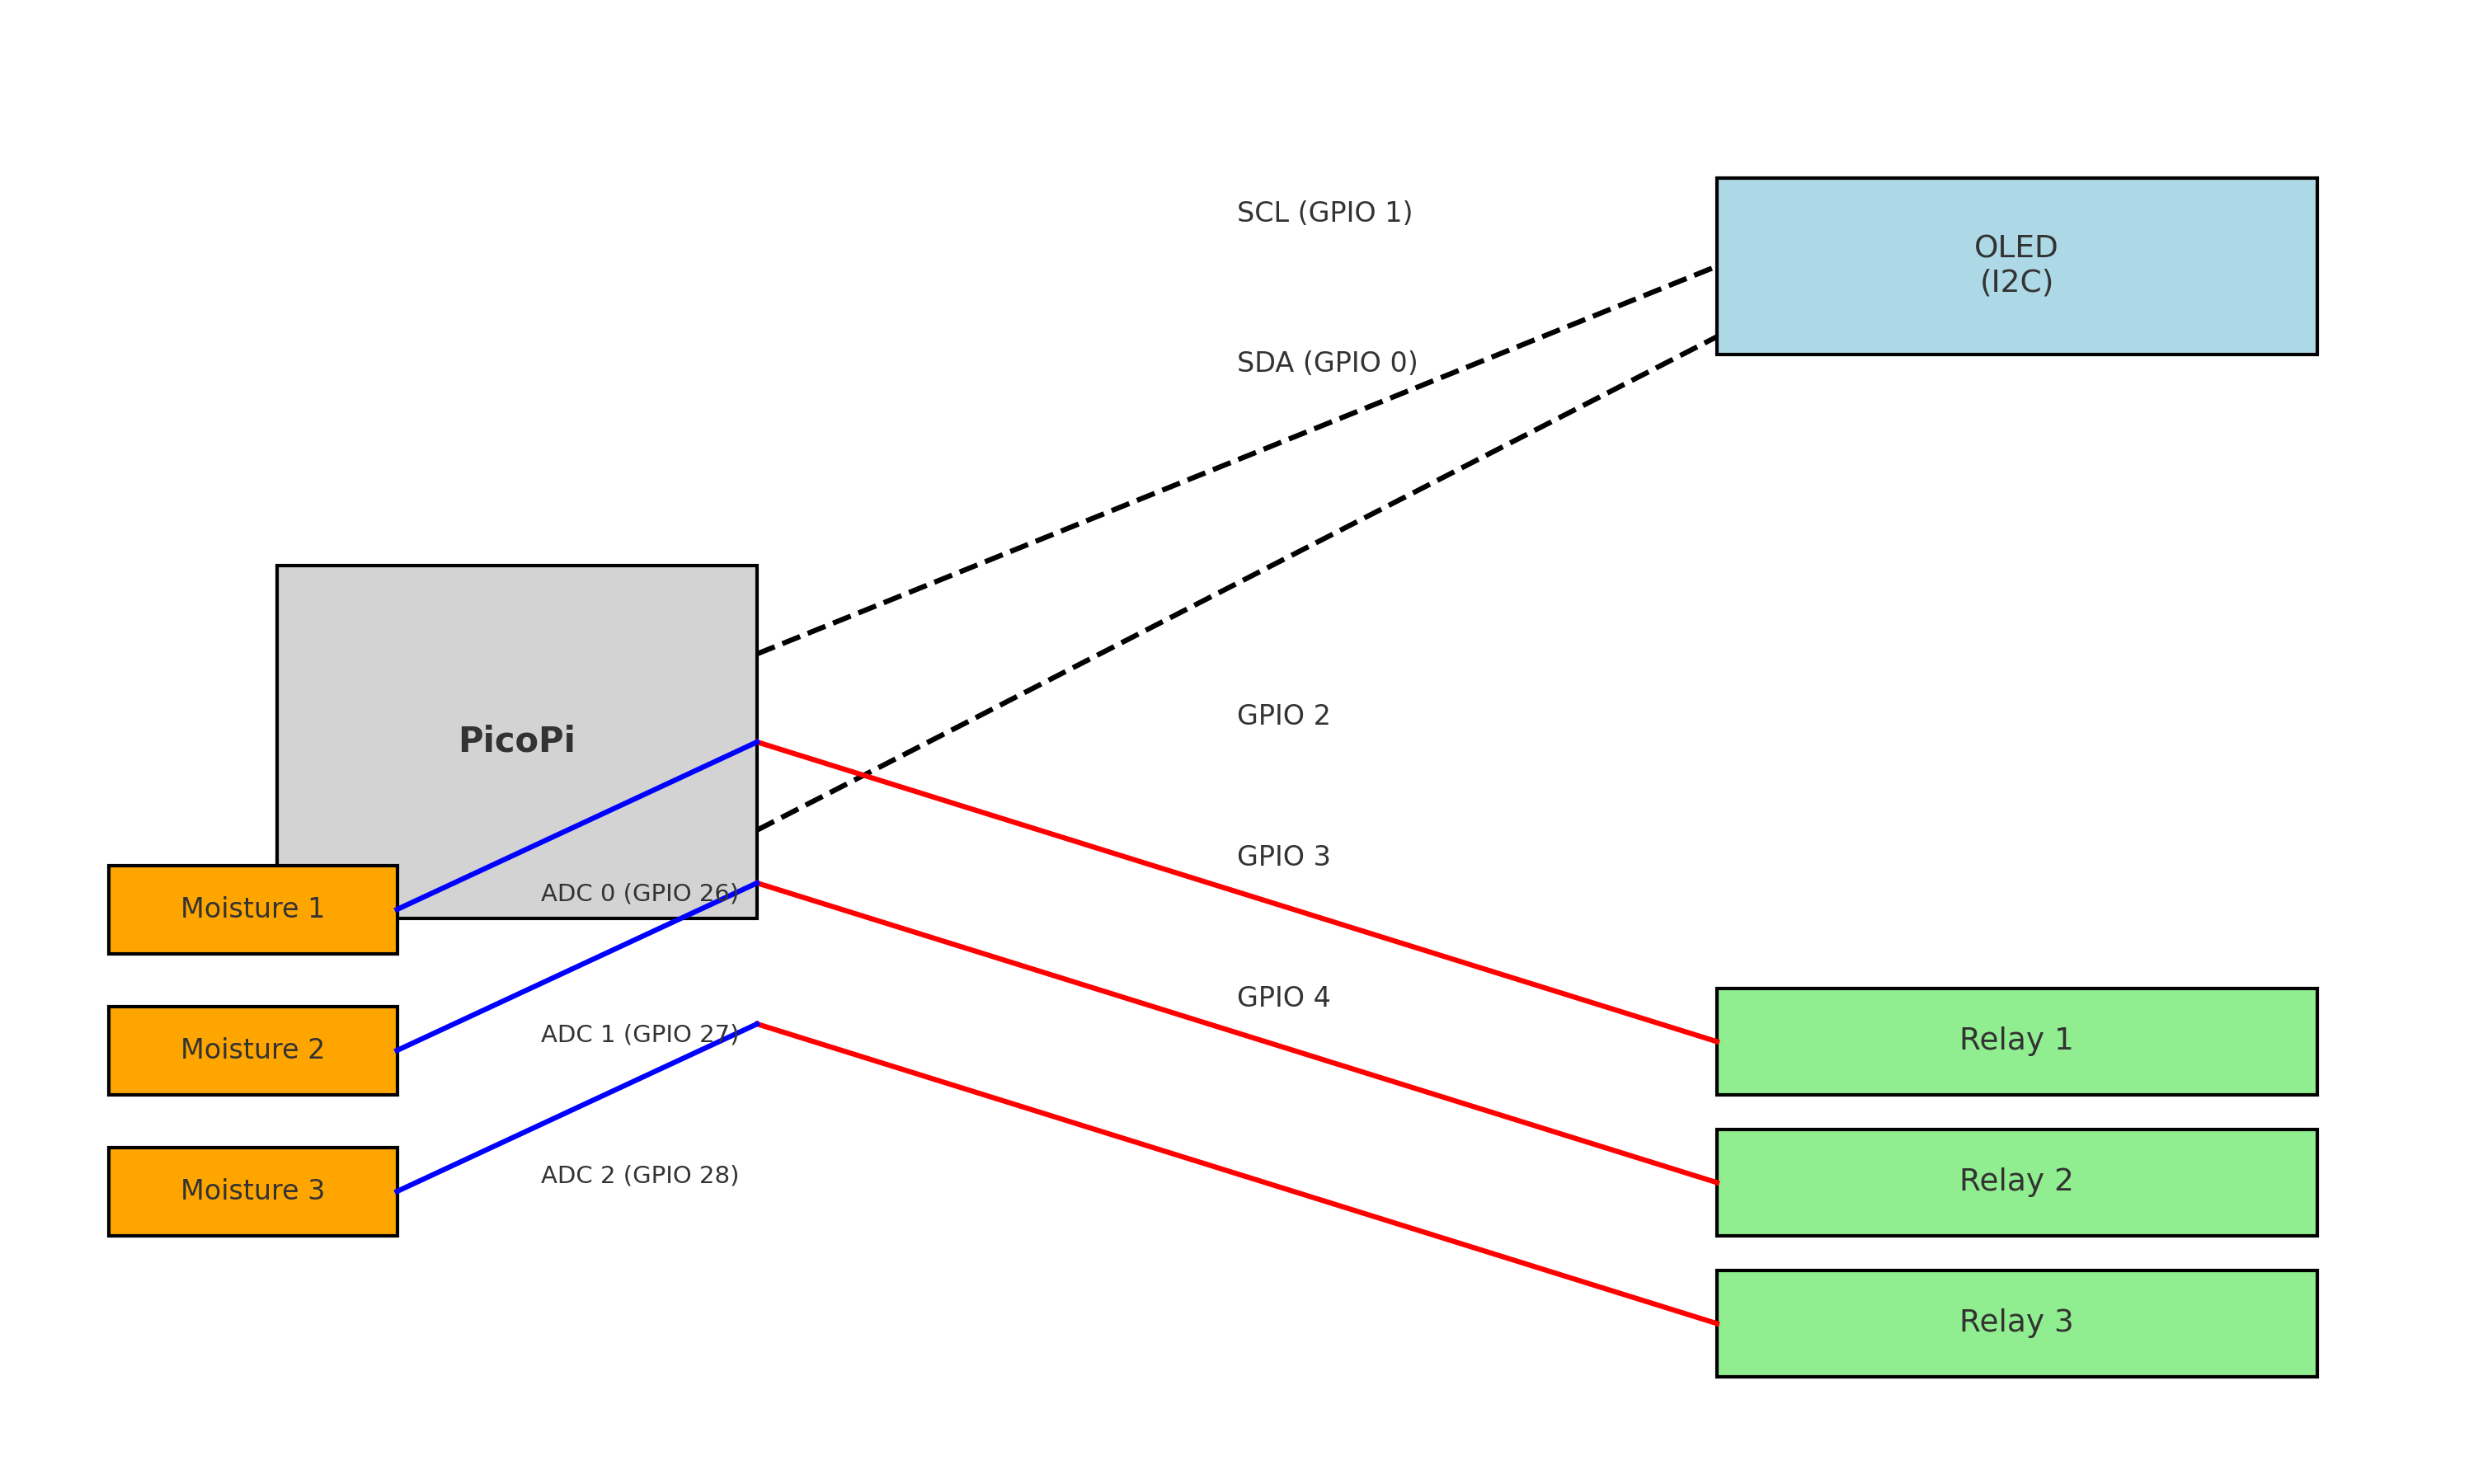 SCL (GPIO 1)
OLED
(I2C)
SDA (GPIO 0)
GPIO 2
PicoPi
GPIO 3
ADC 0 (GPIO 26)
Moisture 1
GPIO 4
ADC 1 (GPIO 27)
Relay 1
Moisture 2
ADC 2 (GPIO 28)
Relay 2
Moisture 3
Relay 3